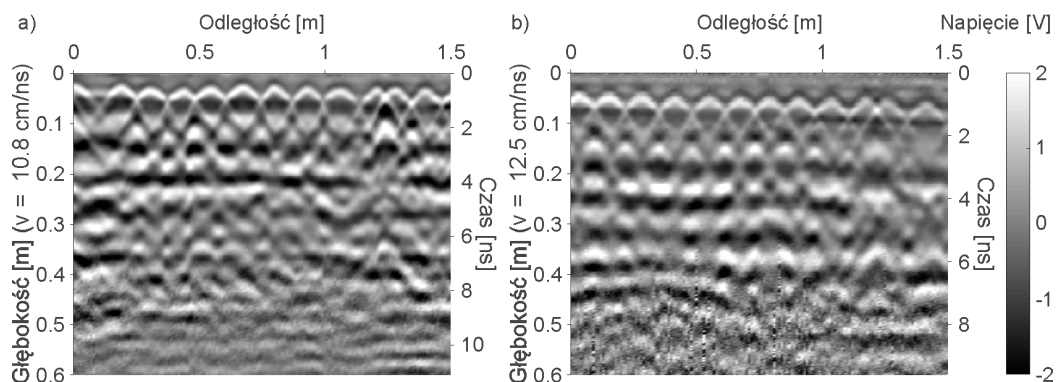 a) Odległość [m]
0 0.5 1 1.5
0 0.1 0.2 0.3 0.4 0.5 0.6
Głębokość [m] (v = 10.8 cm/ns)
0 2 4 6 8 10
Czas [ns]
b) Odległość [m]
0 0.5 1 1.5
0 0.1 0.2 0.3 0.4 0.5 0.6
Głębokość [m] (v = 12.5 cm/ns)
0 2 4 6 8
Czas [ns]
Napięcie [V]
2 1 0 -1 -2